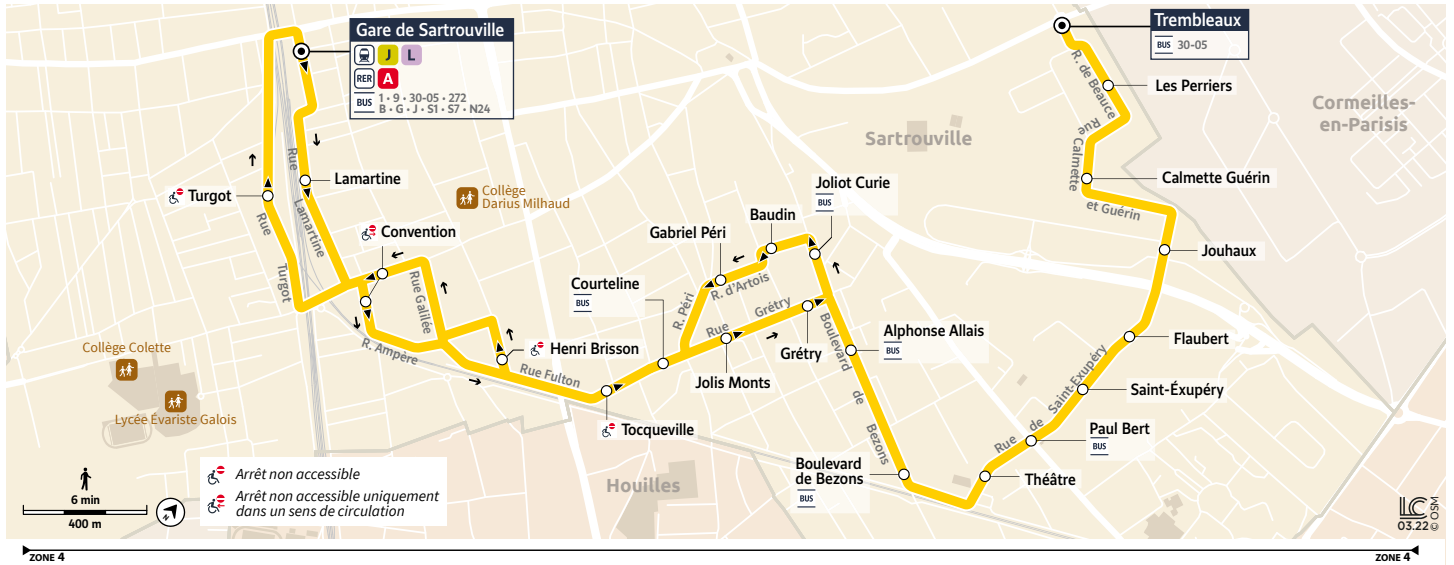 Gare de Sartrouville
J L
RER A
BUS 1 • 9 • 30-05 • 272
B • G • J • S1 • S7 • N24
Trembleaux
BUS 30-05
R. de Beauce
Les Perriers
Cormeilles-
en-Parisis
Rue
Calmette
et Guérin
Calmette Guérin
Sartrouville
Rue
Lamartine
Lamartine
Turgot
Rue
Turgot
Collège
Darius Milhaud
Convention
Joliot Curie
BUS
Baudin
Gabriel Péri
Jouhaux
Courteline
BUS
Rue Galilée
R. d'Artois
R. Péri
Rue
Grétry
Boulevard
de
Bezons
Alphonse Allais
BUS
Flaubert
Collège Colette
R. Ampère
Henri Brisson
Grétry
Rue Fulton
Jolis Monts
Saint-Éxupéry
Rue de Saint-Exupéry
Lycée Évariste Galois
Tocqueville
Paul Bert
BUS
Boulevard
de Bezons
BUS
Théâtre
Houilles
6 min
400 m
Arrêt non accessible
Arrêt non accessible uniquement
dans un sens de circulation
LC
03.22 © OSM
ZONE 4
ZONE 4